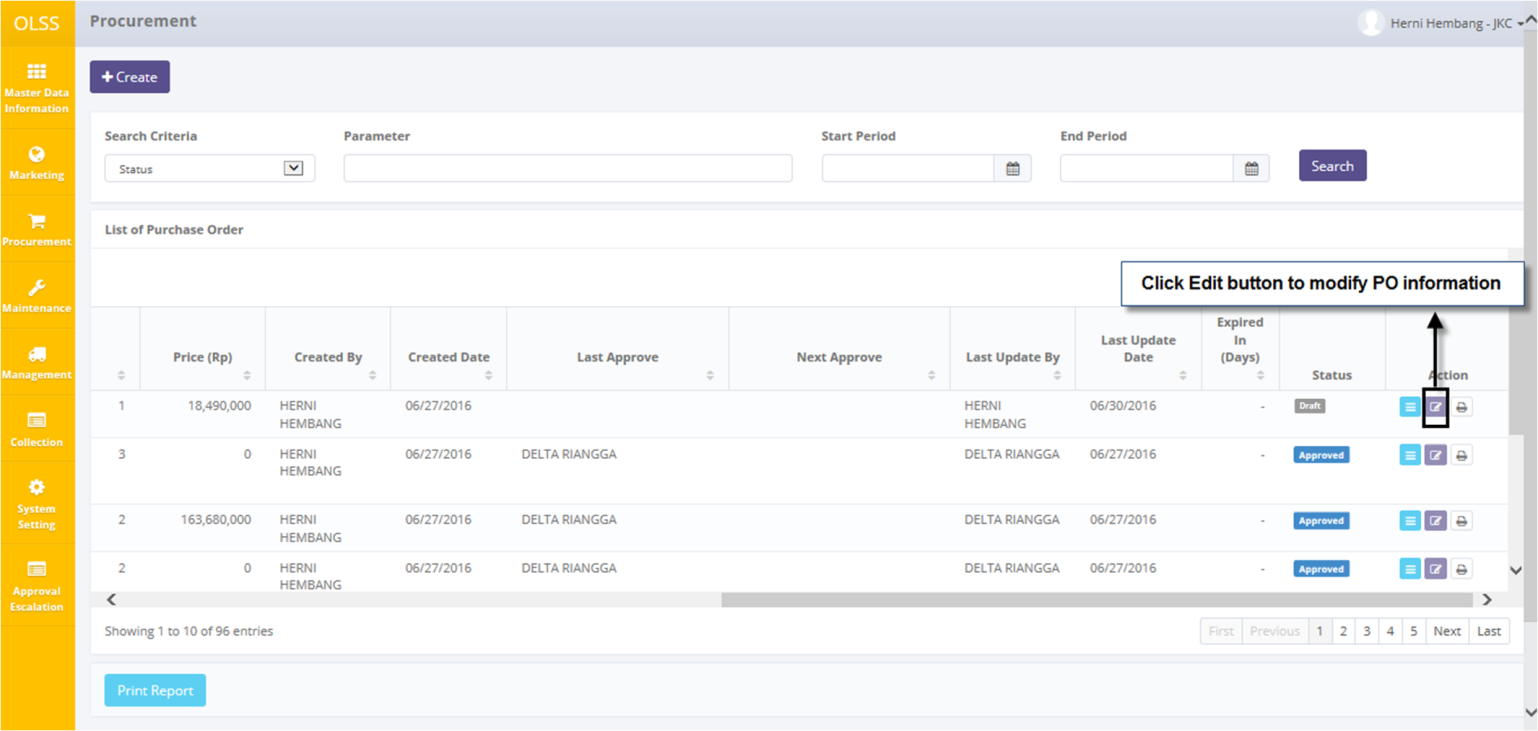 OLSS
Procurement
Herni Hembang - JKC
Master Data
Information
Marketing
Procurement
Maintenance
Management
Collection
System
Setting
Approval
Escalation
Create
Search Criteria
Parameter
Start Period
End Period
Status
Search
List of Purchase Order
Click Edit button to modify PO information
Price (Rp)
Created By
Created Date
Last Approve
Next Approve
Last Update By
Last Update
Date
Expired
In
(Days)
Status
Action
1 18,490,000 HERNI 06/27/2016 HERNI 06/30/2016 - Draft
HEMBANG HEMBANG
3 0 HERNI 06/27/2016 DELTA RIANGGA DELTA RIANGGA 06/27/2016 - Approved
HEMBANG
2 163,680,000 HERNI 06/27/2016 DELTA RIANGGA DELTA RIANGGA 06/27/2016 - Approved
HEMBANG
2 0 HERNI 06/27/2016 DELTA RIANGGA DELTA RIANGGA 06/27/2016 - Approved
HEMBANG
Showing 1 to 10 of 96 entries
First Previous 1 2 3 4 5 Next Last
Print Report